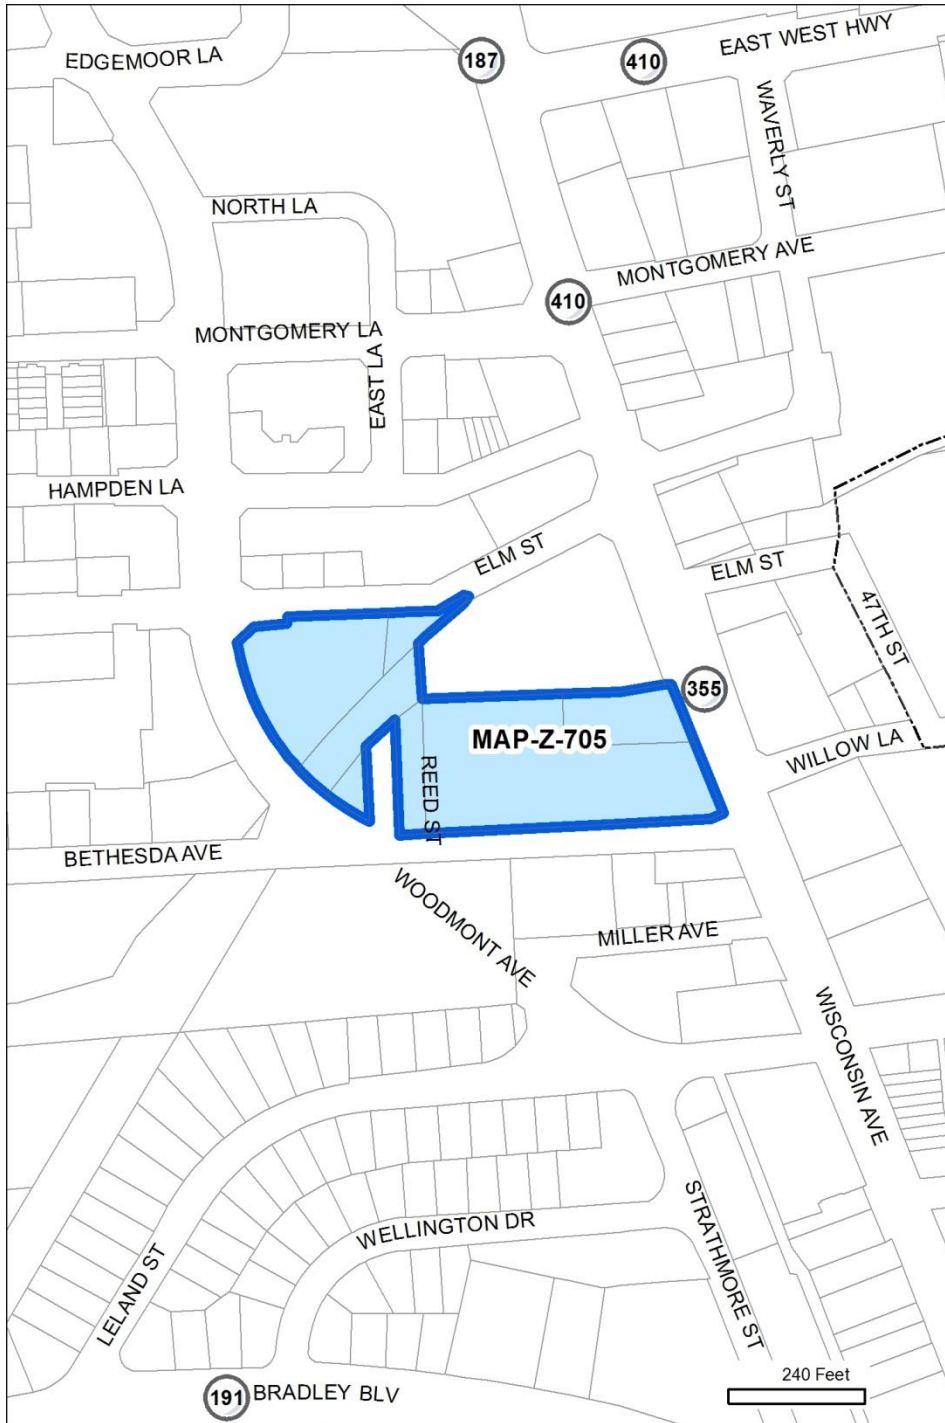 EAST WEST HWY
EDGEMOOR LA
187
410
WAVERLY ST
NORTH LA
MONTGOMERY AVE
410
MONTGOMERY LA
EAST LA
HAMPDEN LA
ELM ST
ELM ST
47TH ST
355
MAP-Z-705
WILLOW LA
REED ST
BETHESDA AVE
WOODMONT AVE
MILLER AVE
WISCONSIN AVE
STRATHMORE ST
WELLINGTON DR
LELAND ST
240 Feet
191
BRADLEY BLV